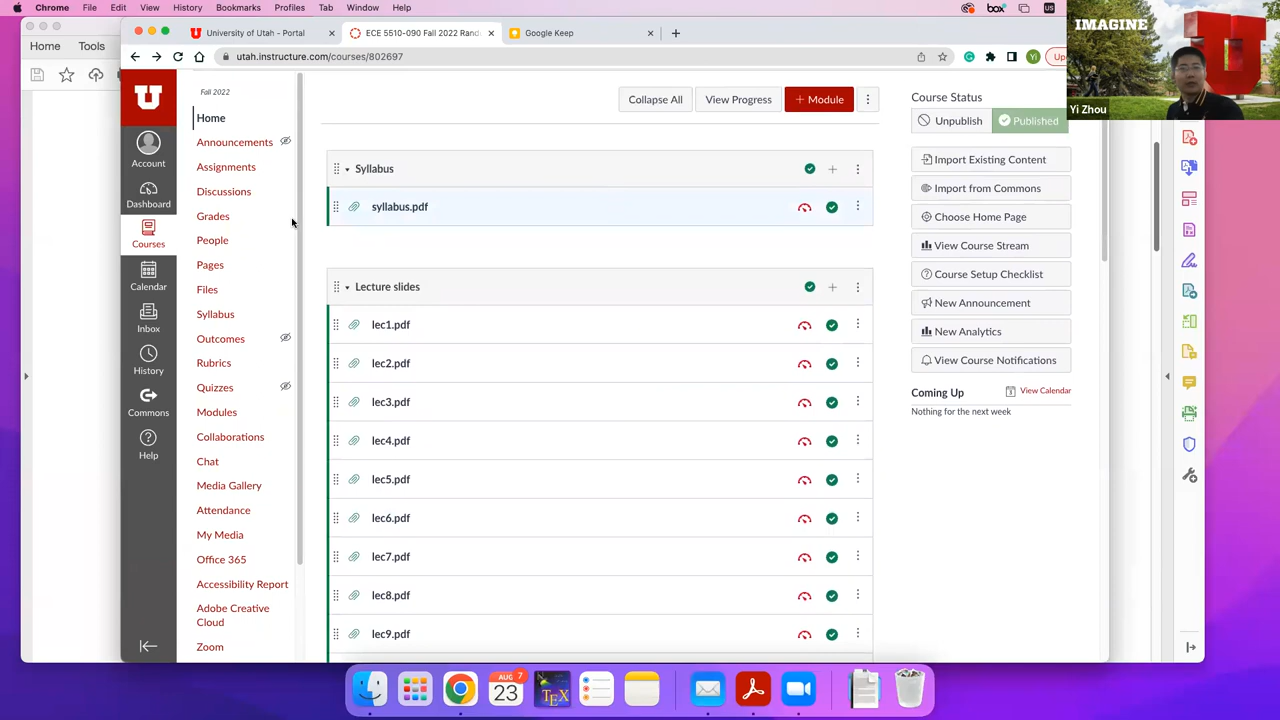 Chrome File Edit View History Bookmarks Profiles Tab Window Help box US
Home Tools
University of Utah - Portal
Google Keep
utah.instructure.com/courses/802697
Yi
IMAGINE
Yi Zhou
Fall 2022
Home
Announcements
Assignments
Discussions
Grades
People
Pages
Files
Syllabus
Outcomes
Rubrics
Quizzes
Modules
Collaborations
Chat
Media Gallery
Attendance
My Media
Office 365
Accessibility Report
Adobe Creative
Cloud
Zoom
Account
Dashboard
Courses
Calendar
Inbox
History
Commons
Help
Collapse All View Progress + Module
Syllabus
syllabus.pdf
Lecture slides
lec1.pdf
lec2.pdf
lec3.pdf
lec4.pdf
lec5.pdf
lec6.pdf
lec7.pdf
lec8.pdf
lec9.pdf
Course Status
Unpublish Published
Import Existing Content
Import from Commons
Choose Home Page
View Course Stream
Course Setup Checklist
New Announcement
New Analytics
View Course Notifications
Coming Up View Calendar
Nothing for the next week
AUG 7
23
TEX